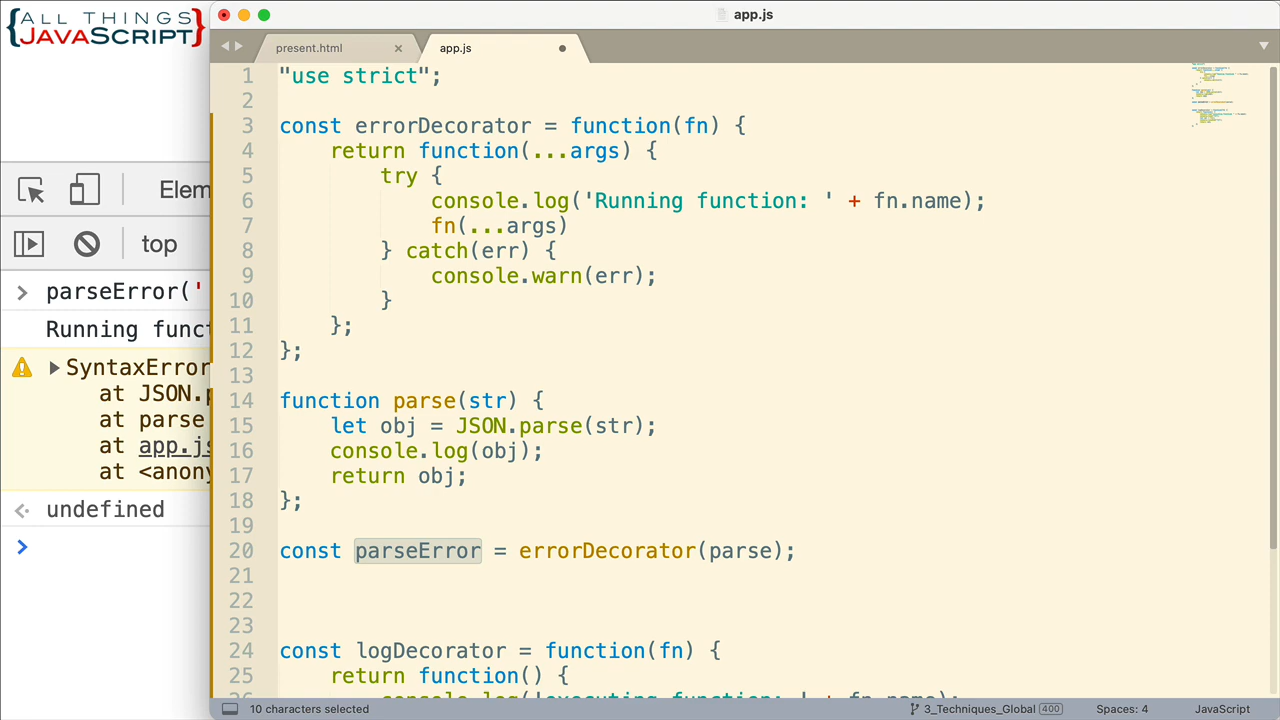 {ALL THINGS
JAVASCRIPT}
app.js
present.html ×
app.js
Elem
top
parseError('
Running funct
SyntaxError
at JSON.p
at parse
at app.js
at <anony
undefined
1 "use strict";
2
3 const errorDecorator = function(fn) {
4 return function(...args) {
5 try {
6 console.log('Running function: ' + fn.name);
7 fn(...args)
8 } catch(err) {
9 console.warn(err);
10 }
11 };
12 };
13
14 function parse(str) {
15 let obj = JSON.parse(str);
16 console.log(obj);
17 return obj;
18 };
19
20 const parseError = errorDecorator(parse);
21
22
23
24 const logDecorator = function(fn) {
25 return function() {
26 console.log('executing function: ' + fn.name);
10 characters selected
3_Techniques_Global 400
Spaces: 4
JavaScript